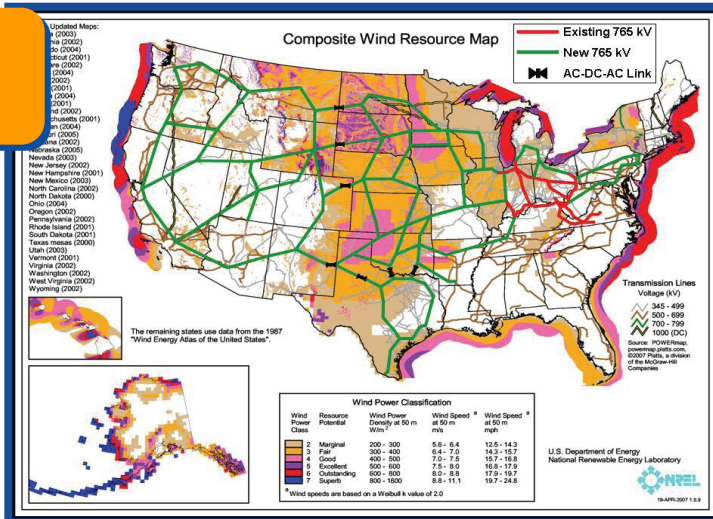 Composite Wind Resource Map
Existing 765 kV
New 765 kV
AC-DC-AC Link
Updated Maps:
(2003)
(2002)
(2004)
(2001)
(2002)
(2004)
(2002)
(2001)
(2004)
(2001)
(2002)
(2001)
(2004)
(2005)
(2002)
(2005)
Nevada (2003)
New Jersey (2002)
New Hampshire (2001)
New Mexico (2003)
North Carolina (2002)
North Dakota (2000)
Ohio (2004)
Oregon (2002)
Pennsylvania (2002)
Rhode Island (2001)
South Dakota (2001)
Texas mesas (2000)
Utah (2003)
Vermont (2001)
Virginia (2002)
Washington (2002)
West Virginia (2002)
Wyoming (2002)
The remaining states use data from the 1987
"Wind Energy Atlas of the United States".
Transmission Lines
Voltage (kV)
345 - 499
500 - 699
700 - 799
1000 (DC)
Source: POWERmap,
powermap.platts.com,
©2007 Platts, a division
of the McGraw-Hill
Companies
Wind Power Classification
Wind Power Class
Resource Potential
Wind Power Density at 50 m W/m²
Wind Speed a at 50 m m/s
Wind Speed a at 50 m mph
2 Marginal 200 - 300 5.6 - 6.4 12.5 - 14.3
3 Fair 300 - 400 6.4 - 7.0 14.3 - 15.7
4 Good 400 - 500 7.0 - 7.5 15.7 - 16.8
5 Excellent 500 - 600 7.5 - 8.0 16.8 - 17.9
6 Outstanding 600 - 800 8.0 - 8.8 17.9 - 19.7
7 Superb 800 - 1600 8.8 - 11.1 19.7 - 24.8
a Wind speeds are based on a Weibull k value of 2.0
U.S. Department of Energy
National Renewable Energy Laboratory
NREL
19-APR-2007 1.5.9